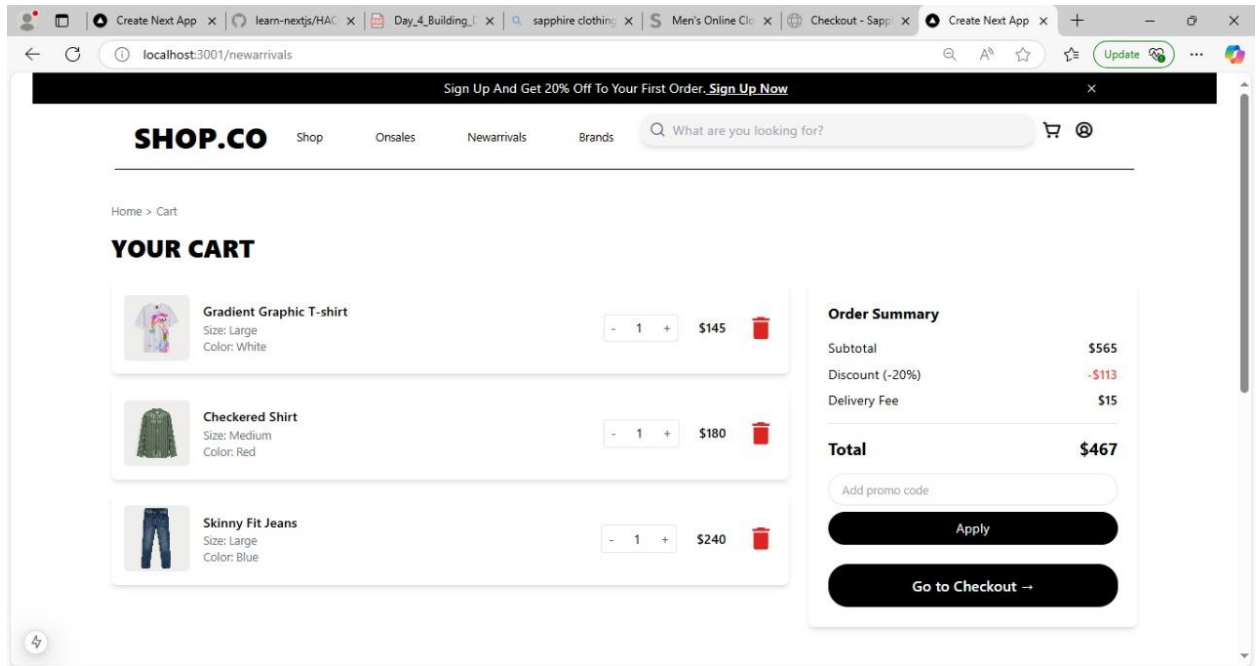 Create Next App
learn-nextjs/HAC
Day_4_Building_
sapphire clothing
Men's Online Clo
Checkout - Sapp
Create Next App
localhost:3001/newarrivals
Update
Sign Up And Get 20% Off To Your First Order. Sign Up Now
SHOP.CO
Shop
Onsales
Newarrivals
Brands
What are you looking for?
Home > Cart
YOUR CART
Gradient Graphic T-shirt
Size: Large
Color: White
- 1 + $145
Checkered Shirt
Size: Medium
Color: Red
- 1 + $180
Skinny Fit Jeans
Size: Large
Color: Blue
- 1 + $240
Order Summary
Subtotal $565
Discount (-20%) -$113
Delivery Fee $15
Total $467
Add promo code
Apply
Go to Checkout →